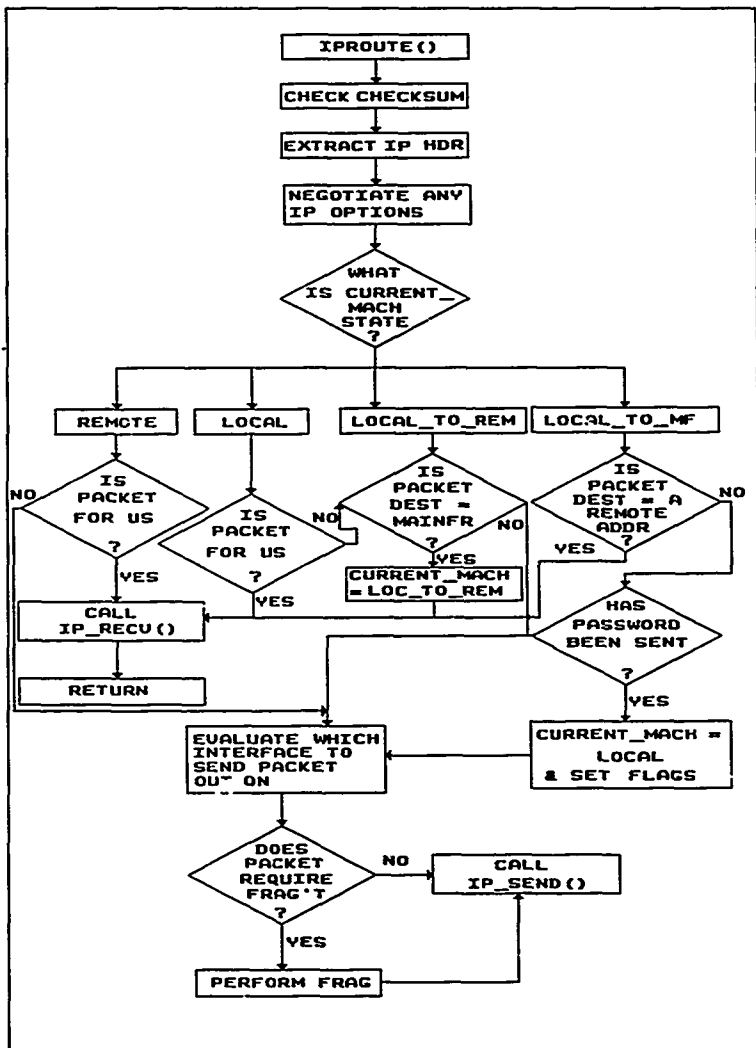 IPROUTE()
CHECK CHECKSUM
EXTRACT IP HDR
NEGOTIATE ANY
IP OPTIONS
WHAT
IS CURRENT_
MACH
STATE
?
REMOTE
LOCAL
LOCAL_TO_REM
LOCAL_TO_MF
NO
IS
PACKET
FOR US
?
YES
IS
PACKET
FOR US
?
NO
YES
IS
PACKET
DEST =
MAINFR
?
NO
YES
CURRENT_MACH
= LOC_TO_REM
IS
PACKET
DEST = A
REMOTE
ADDR
?
NO
YES
CALL
IP_RECV()
RETURN
HAS
PASSWORD
BEEN SENT
?
YES
CURRENT_MACH =
LOCAL
& SET FLAGS
EVALUATE WHICH
INTERFACE TO
SEND PACKET
OUT ON
DOES
PACKET
REQUIRE
FRAG'T
?
NO
YES
CALL
IP_SEND()
PERFORM FRAG